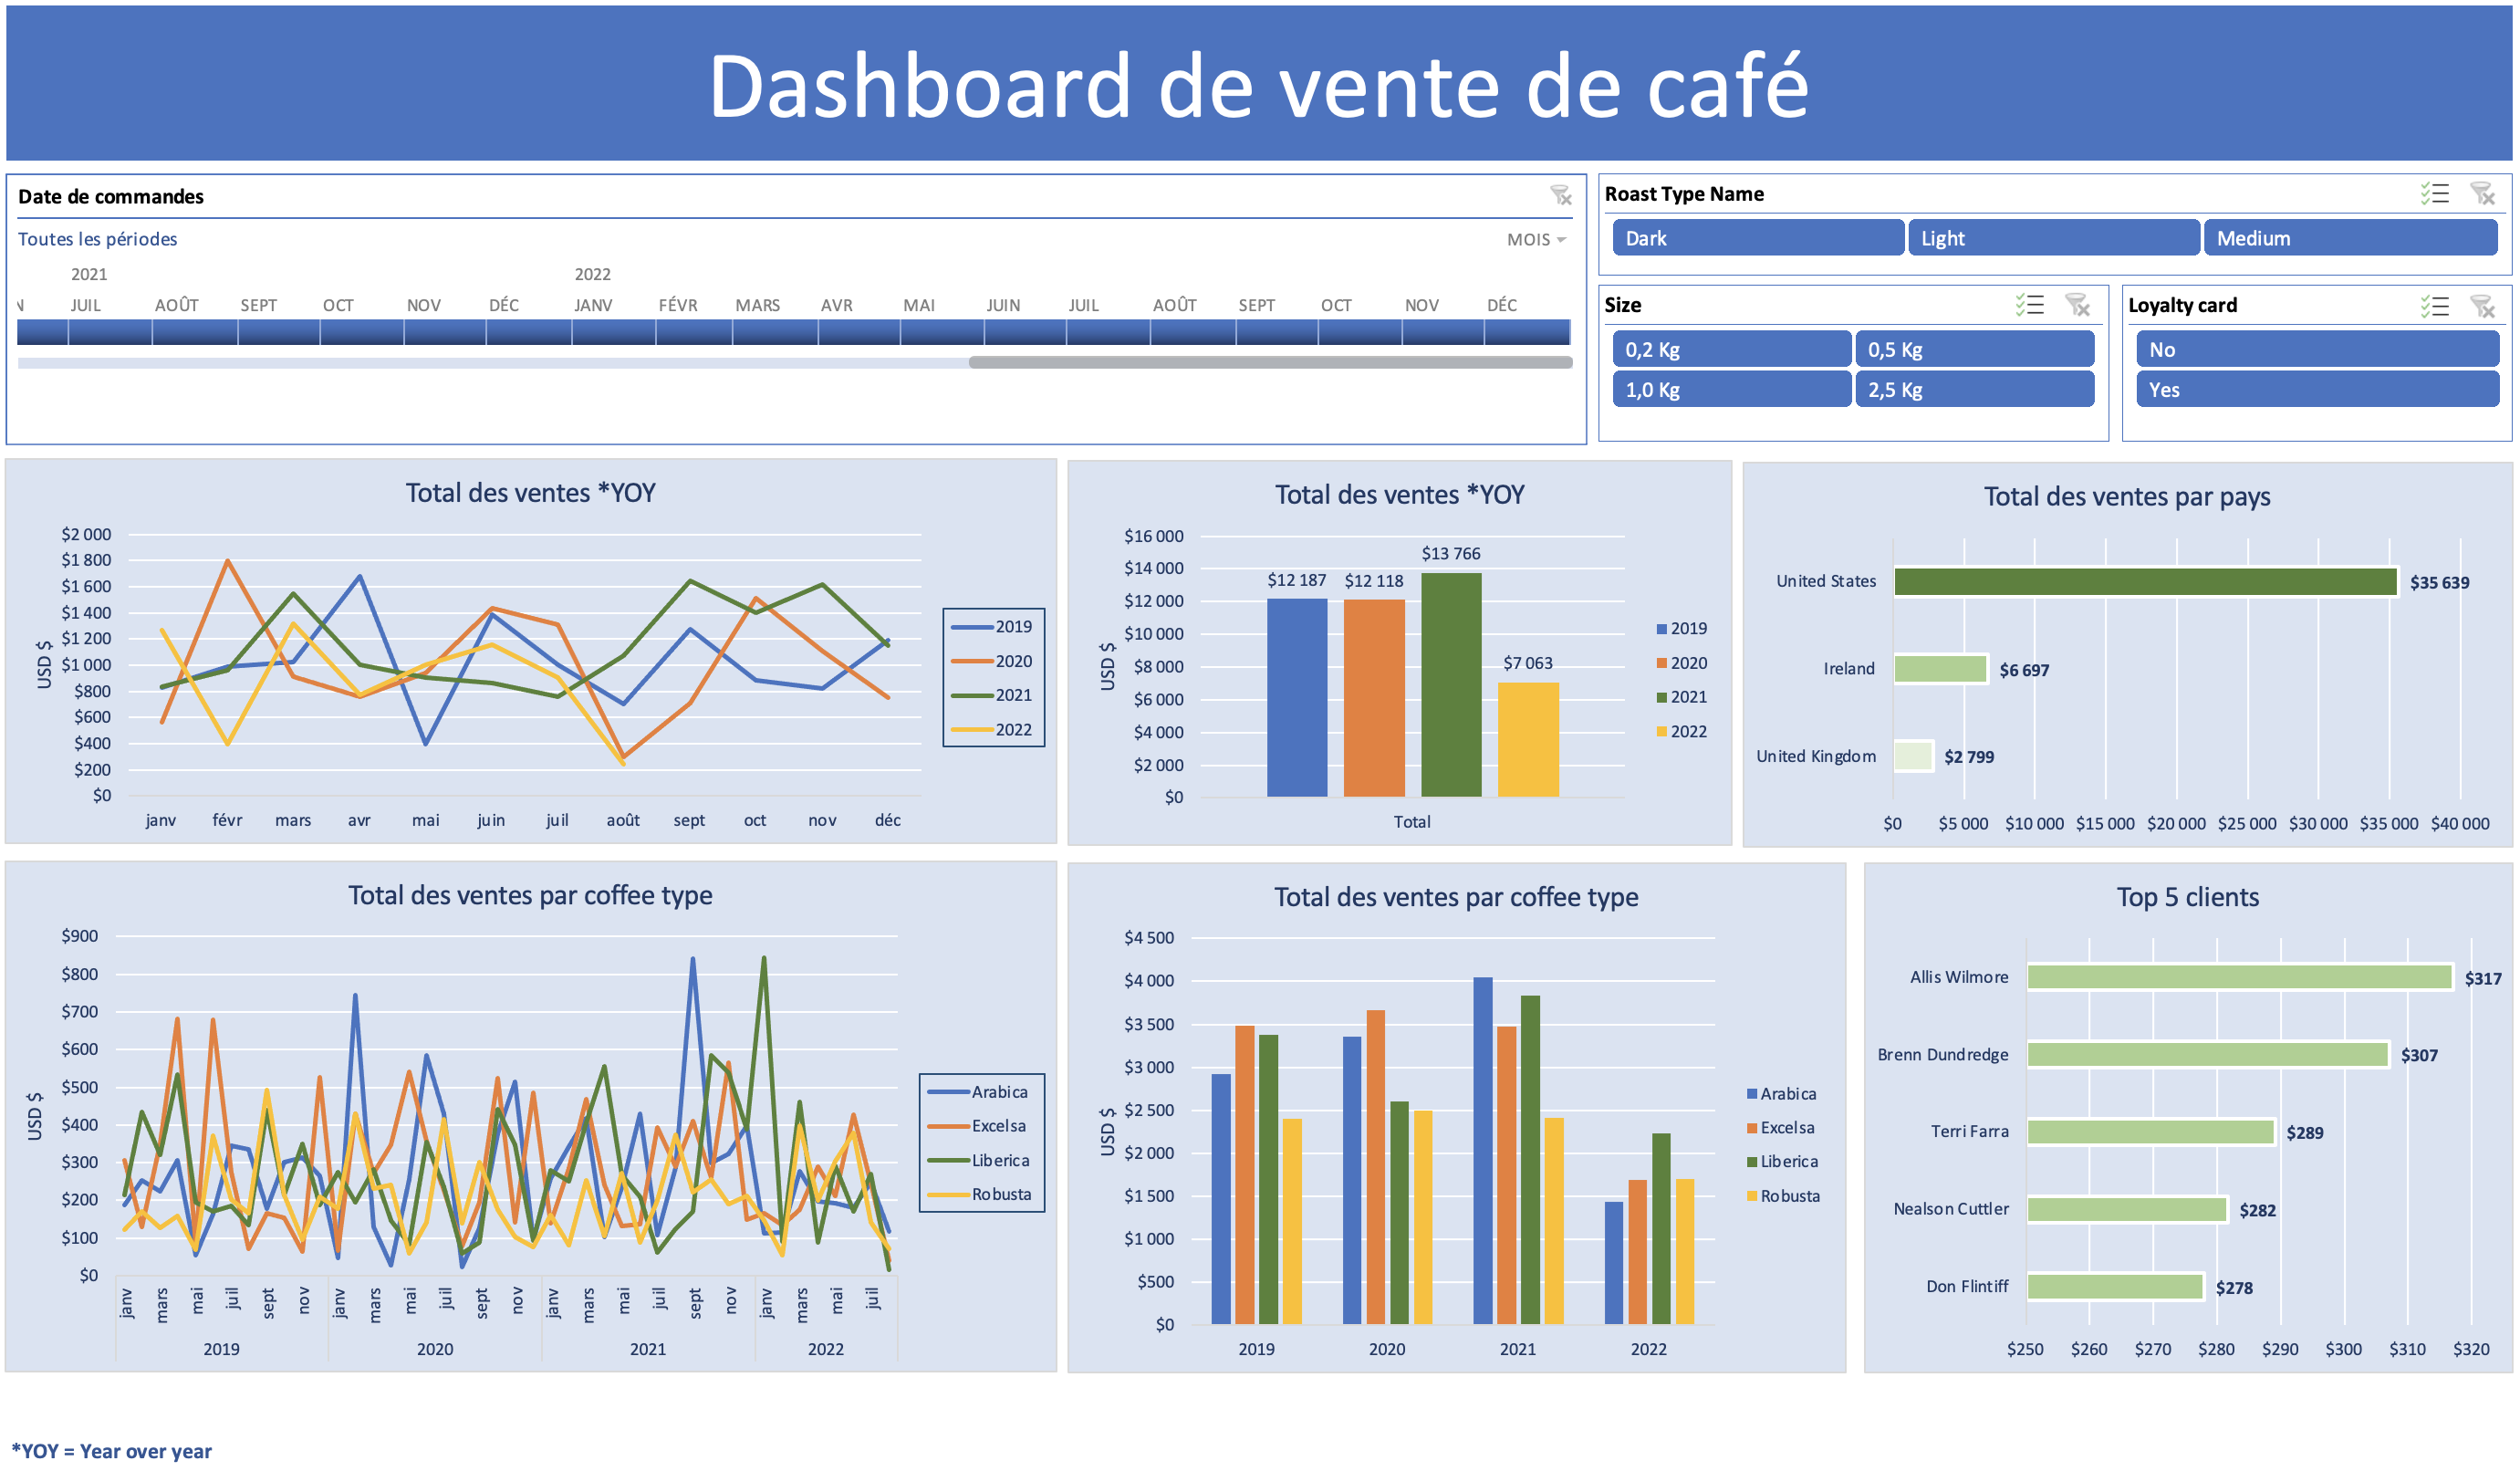 Dashboard de vente de café
Date de commandes
Toutes les périodes
MOIS
2021 2022
JUIL AOÛT SEPT OCT NOV DÉC JANV FÉVR MARS AVR MAI JUIN JUIL AOÛT SEPT OCT NOV DÉC
Roast Type Name
Dark Light Medium
Size
0,2 Kg 0,5 Kg
1,0 Kg 2,5 Kg
Loyalty card
No
Yes
Total des ventes *YOY
USD $
$2 000
$1 800
$1 600
$1 400
$1 200
$1 000
$800
$600
$400
$200
$0
janv févr mars avr mai juin juil août sept oct nov déc
2019
2020
2021
2022
Total des ventes *YOY
USD $
$16 000
$14 000
$12 000
$10 000
$8 000
$6 000
$4 000
$2 000
$0
$12 187 $12 118 $13 766 $7 063
Total
2019
2020
2021
2022
Total des ventes par pays
United States $35 639
Ireland $6 697
United Kingdom $2 799
$0 $5 000 $10 000 $15 000 $20 000 $25 000 $30 000 $35 000 $40 000
Total des ventes par coffee type
USD $
$900
$800
$700
$600
$500
$400
$300
$200
$100
$0
janv mars mai juil sept nov janv mars mai juil sept nov janv mars mai juil sept nov janv mars mai juil
2019 2020 2021 2022
Arabica
Excelsa
Liberica
Robusta
Total des ventes par coffee type
USD $
$4 500
$4 000
$3 500
$3 000
$2 500
$2 000
$1 500
$1 000
$500
$0
2019 2020 2021 2022
Arabica
Excelsa
Liberica
Robusta
Top 5 clients
Allis Wilmore $317
Brenn Dundredge $307
Terri Farra $289
Nealson Cuttler $282
Don Flintiff $278
$250 $260 $270 $280 $290 $300 $310 $320
*YOY = Year over year